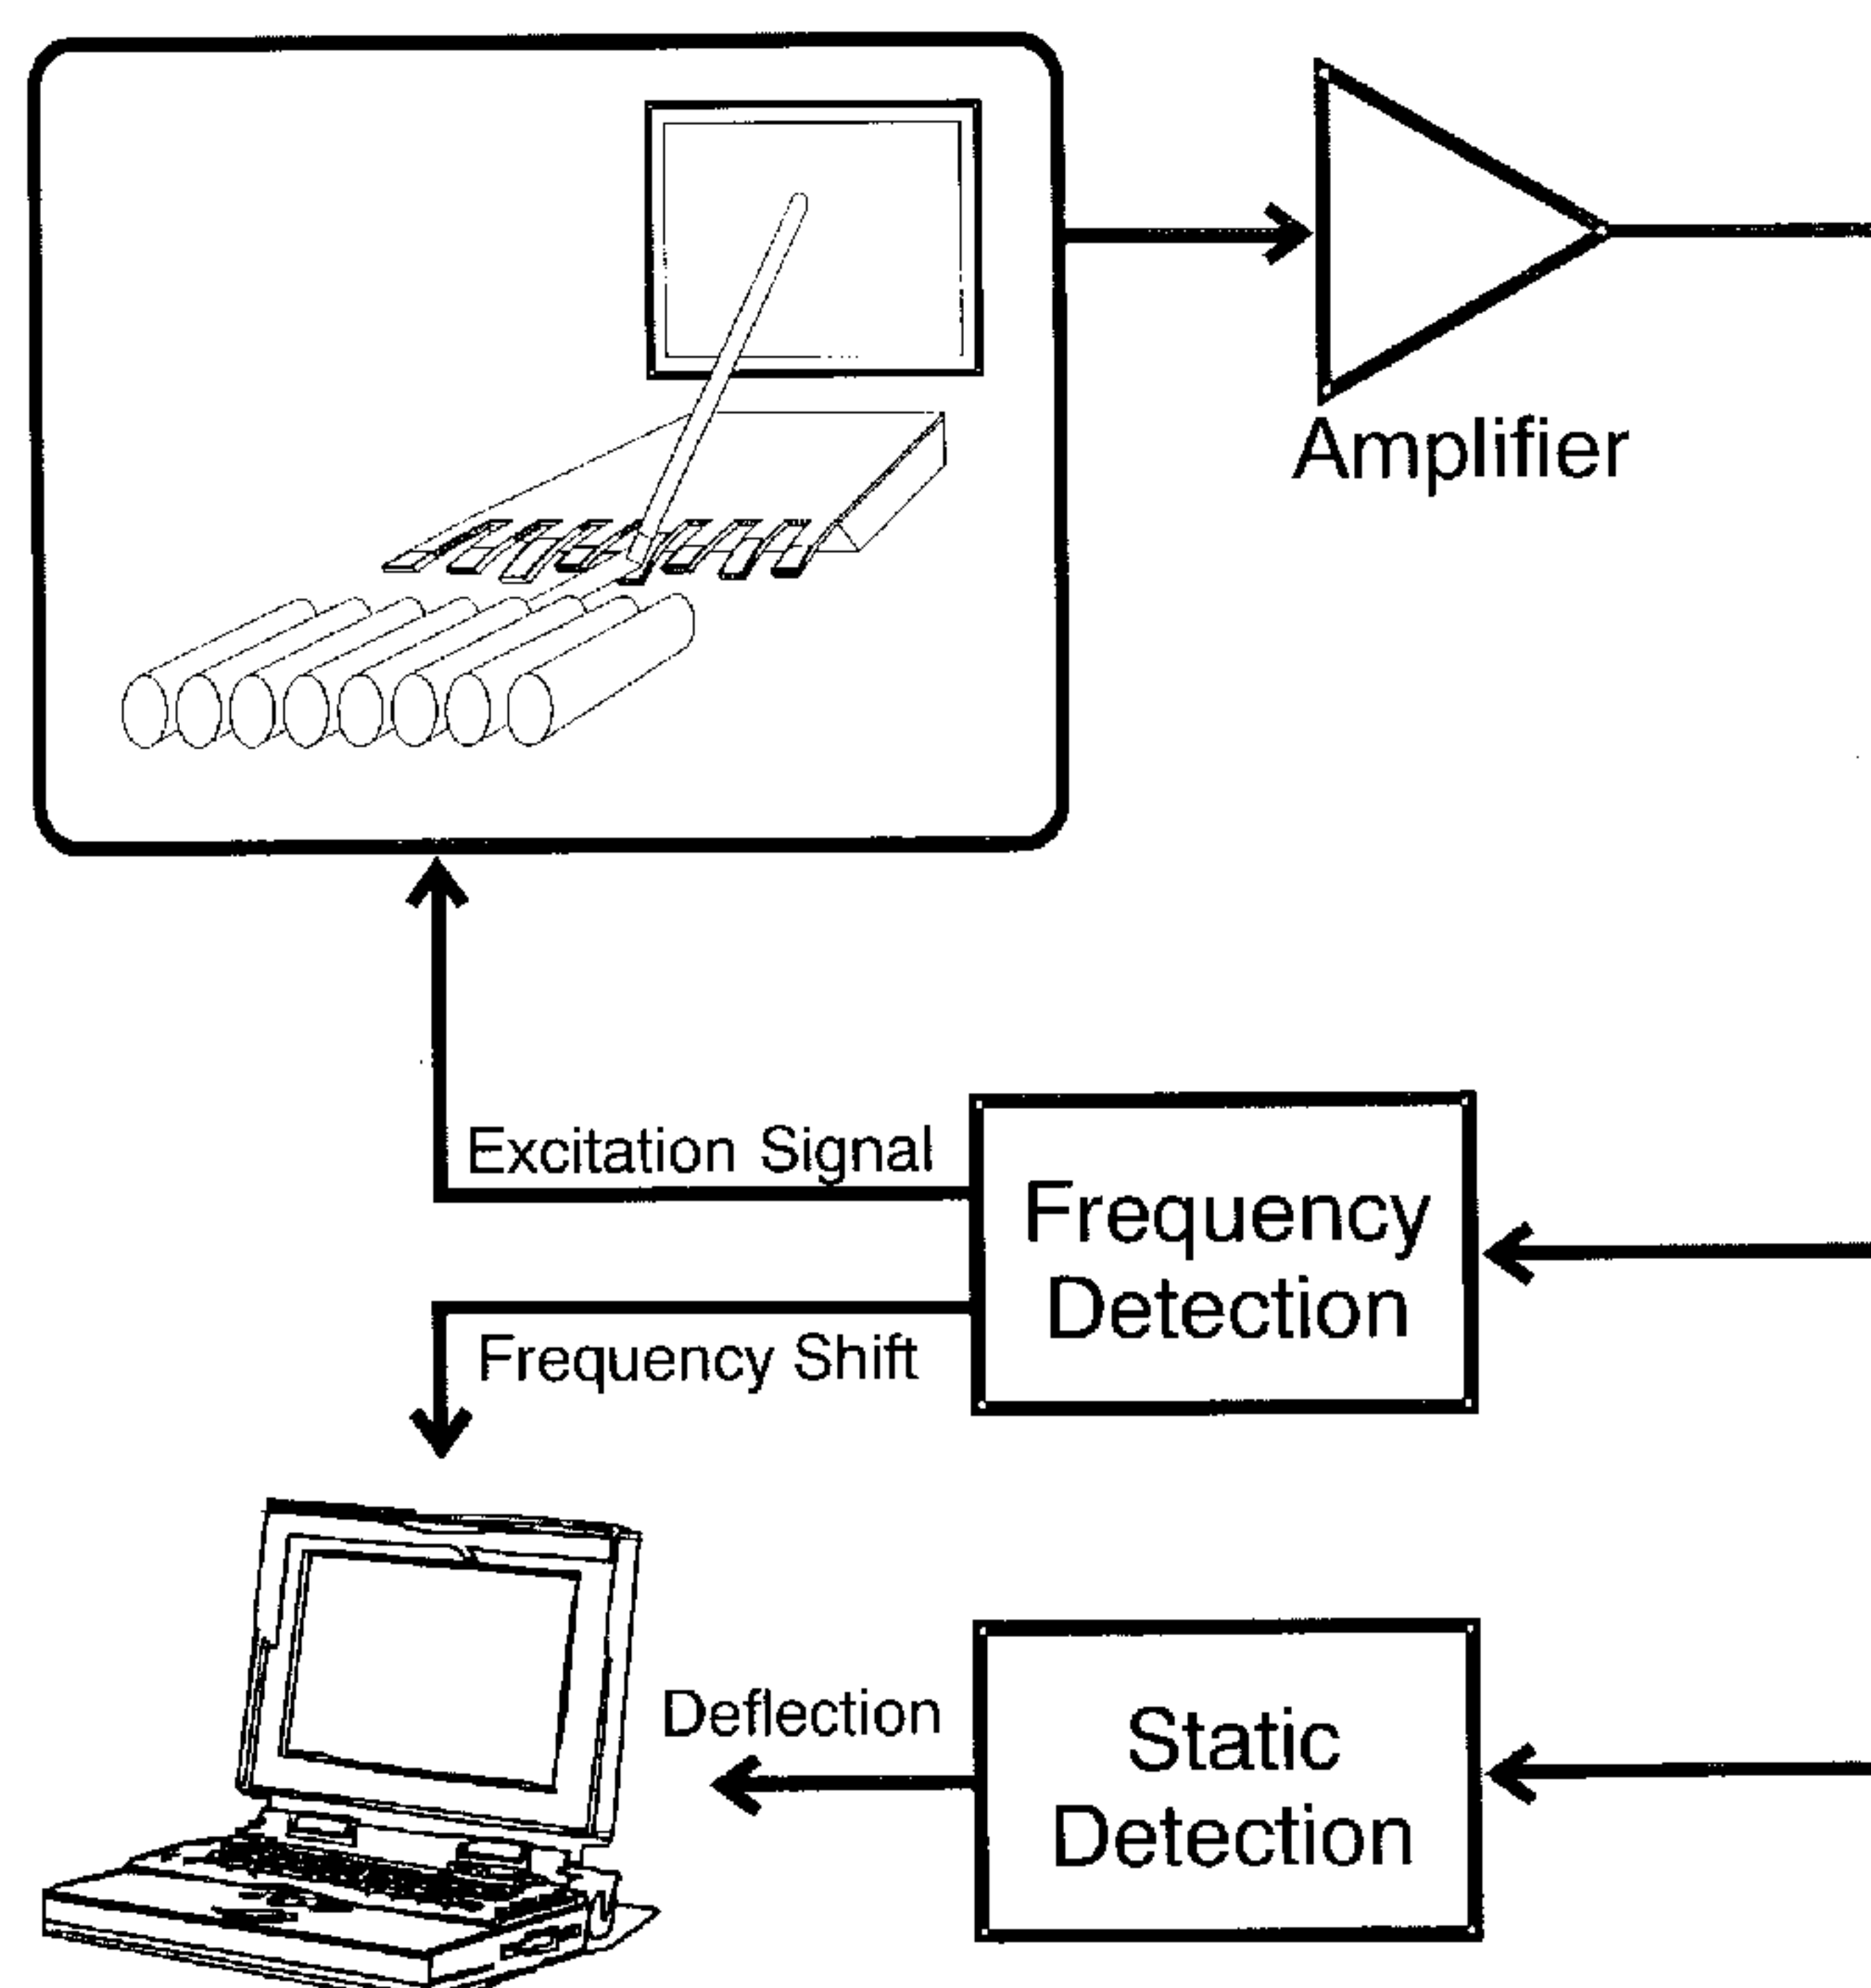 Amplifier
Excitation Signal
Frequency
Detection
Frequency Shift
Deflection
Static
Detection